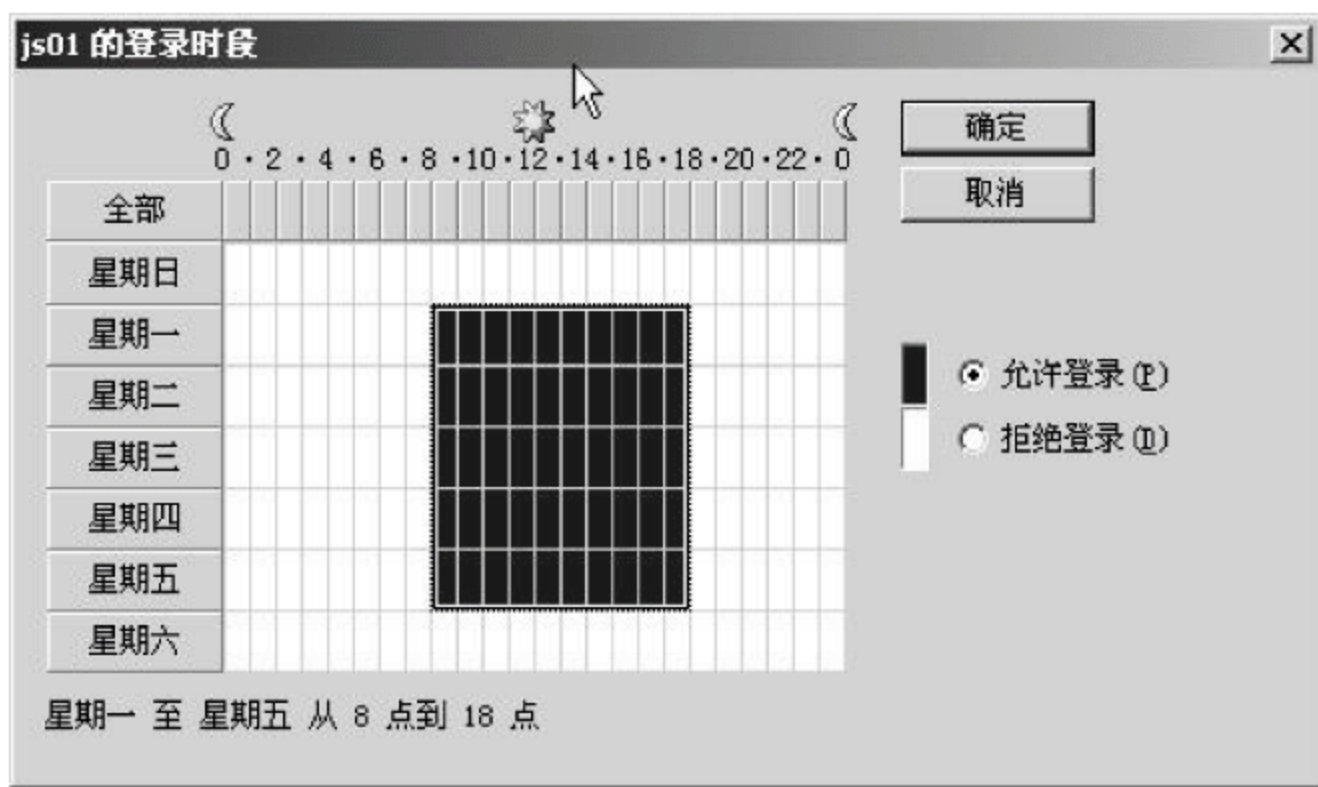 js01 的登录时段
确定
0 · 2 · 4 · 6 · 8 · 10 · 12 · 14 · 16 · 18 · 20 · 22 · 0
取消
全部
星期日
星期一
星期二
允许登录(P)
星期三
拒绝登录(D)
星期四
星期五
星期六
星期一 至 星期五 从 8 点到 18 点